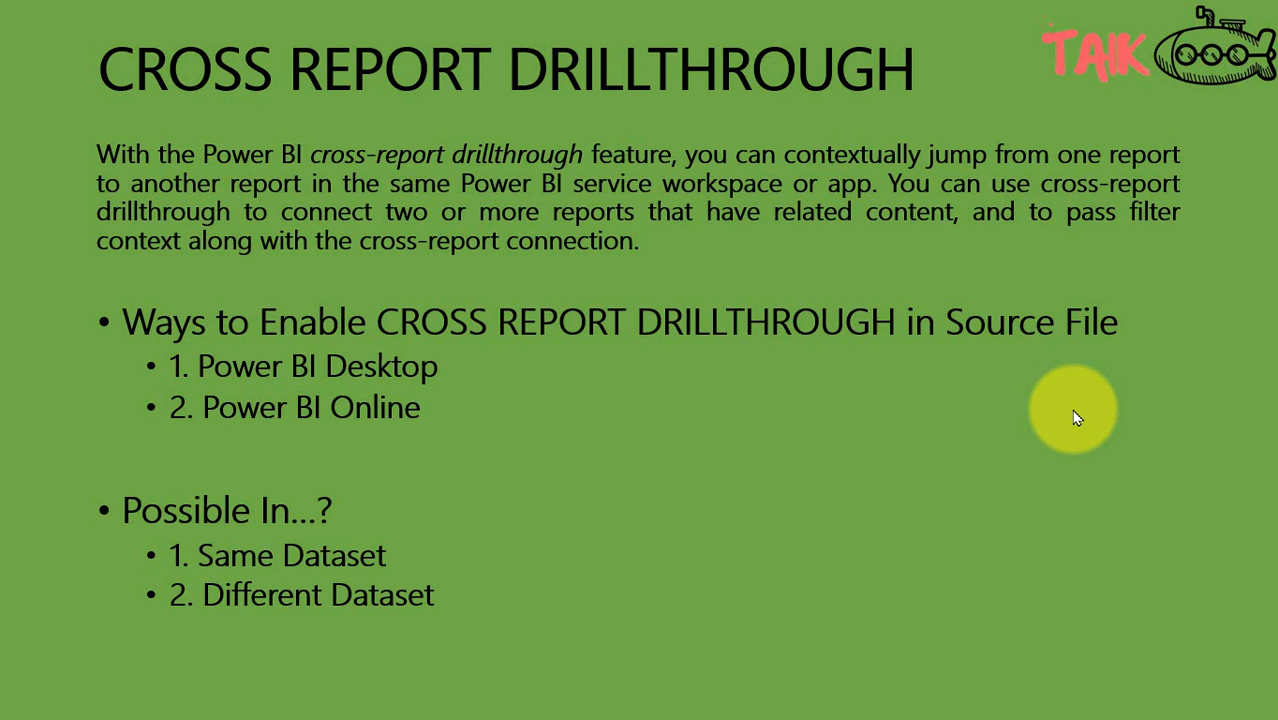 CROSS REPORT DRILLTHROUGH
TAIK
With the Power BI cross-report drillthrough feature, you can contextually jump from one report
to another report in the same Power BI service workspace or app. You can use cross-report
drillthrough to connect two or more reports that have related content, and to pass filter
context along with the cross-report connection.
• Ways to Enable CROSS REPORT DRILLTHROUGH in Source File
• 1. Power BI Desktop
• 2. Power BI Online
• Possible In...?
• 1. Same Dataset
• 2. Different Dataset